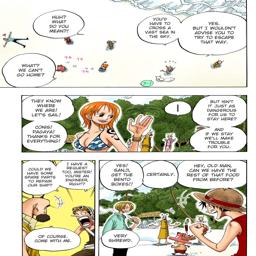 HUH?
WHAT
DO YOU
MEAN?!
YOU'D
HAVE TO
CROSS A
VAST SEA
IN THE
SKY.
YES.
BUT I WOULDN'T
ADVISE YOU TO
TRY TO ESCAPE
THAT WAY.
WHAT?!
WE CAN'T
GO HOME?
THEY KNOW
WHERE
WE ARE!
LET'S SAIL!
CONIS!
PAGAYA!
THANKS FOR
EVERYTHING!
BUT ISN'T
IT JUST AS
DANGEROUS
FOR US TO
STAY HERE?
AND
IF WE
STAY WE'LL
MAKE
TROUBLE
FOR YOU.
COULD WE
HAVE SOME
SPARE PARTS
TO REPAIR
OUR SHIP?
I HAVE A
REQUEST
TOO, MISTER!
YOU'RE AN
ENGINEER,
RIGHT?
OF COURSE.
COME WITH ME.
YES!
SANJI,
GET THE
BENTO
BOXES!!
CERTAINLY.
VERY
SHREWD.
HEY, OLD MAN,
CAN WE HAVE
THE REST OF
THAT FOOD
FROM BEFORE?